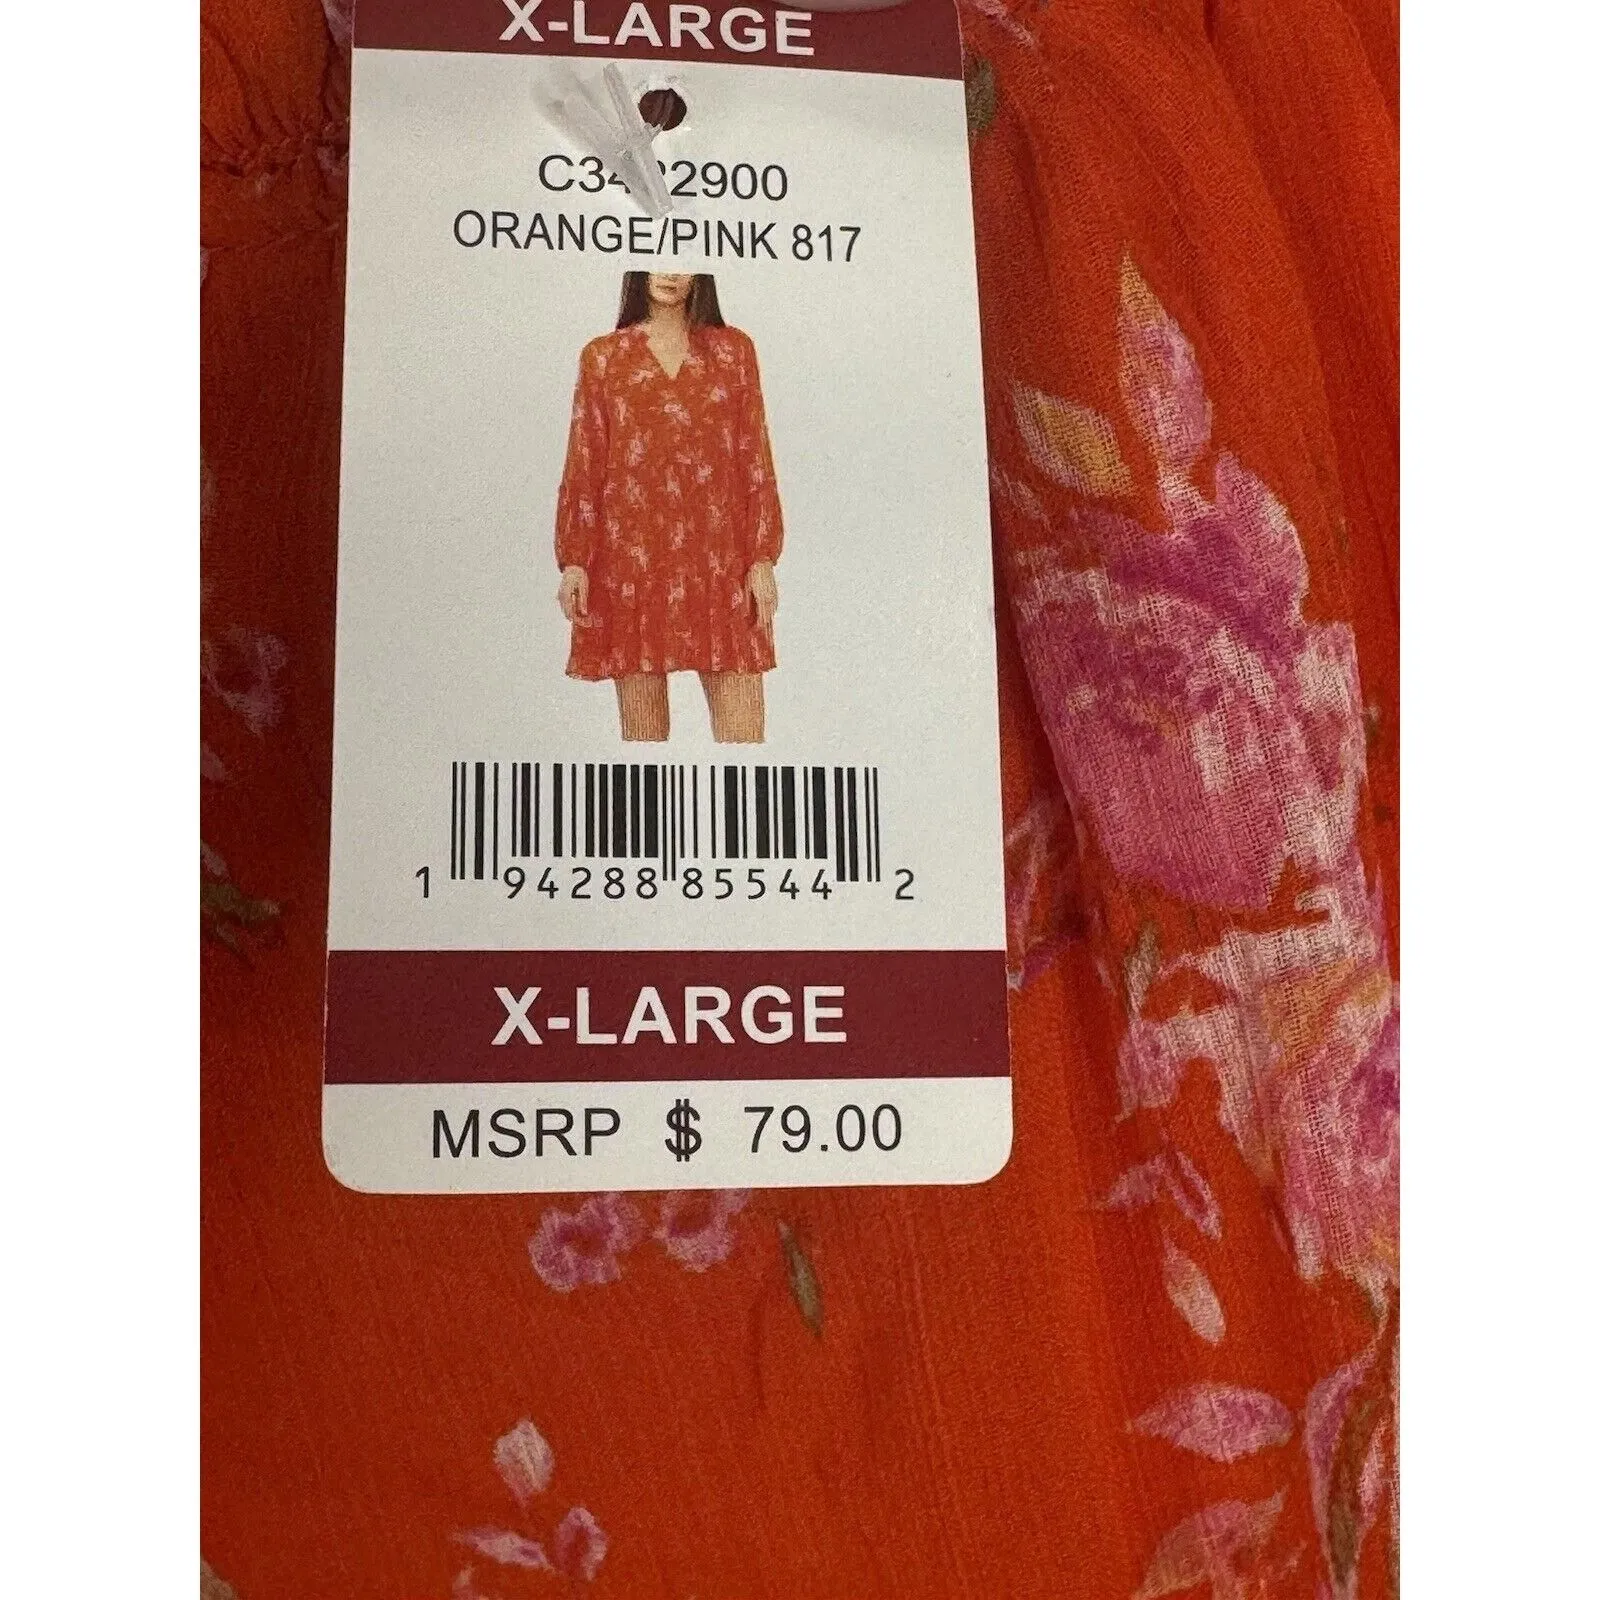 X-LARGE
ORANGE/PINK 817
1 94288 85544 2
X-LARGE
MSRP $ 79.00